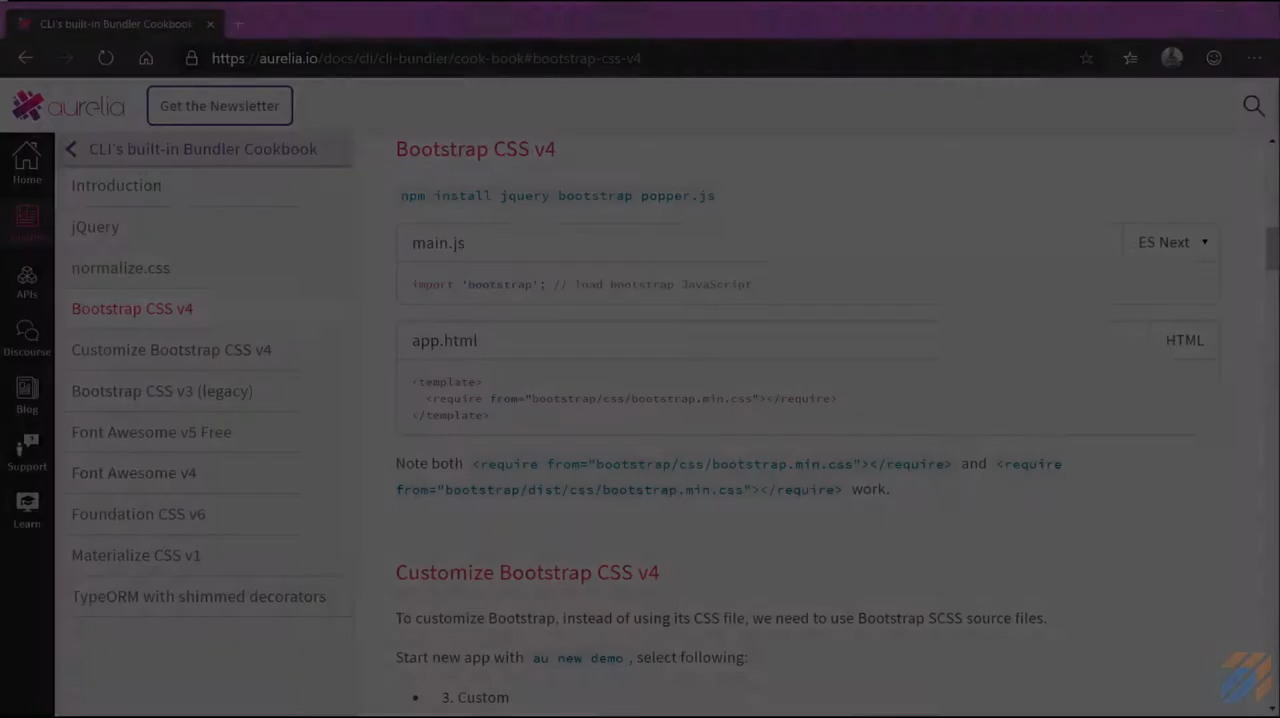 CLI's built-in Bundler Cookbook
https://aurelia.io/docs/cli/cli-bundler/cook-book#bootstrap-css-v4
aurelia
Get the Newsletter
Home
APIs
Discourse
Blog
Support
Learn
CLI's built-in Bundler Cookbook
Introduction
jQuery
normalize.css
Bootstrap CSS v4
Customize Bootstrap CSS v4
Bootstrap CSS v3 (legacy)
Font Awesome v5 Free
Font Awesome v4
Foundation CSS v6
Materialize CSS v1
TypeORM with shimmed decorators
Bootstrap CSS v4
npm install jquery bootstrap popper.js
main.js
ES Next
import 'bootstrap'; // load bootstrap JavaScript
app.html
HTML
<template>
<require from="bootstrap/css/bootstrap.min.css"></require>
</template>
Note both <require from="bootstrap/css/bootstrap.min.css"></require> and <require
from="bootstrap/dist/css/bootstrap.min.css"></require> work.
Customize Bootstrap CSS v4
To customize Bootstrap, instead of using its CSS file, we need to use Bootstrap SCSS source files.
Start new app with au new demo, select following:
• 3. Custom